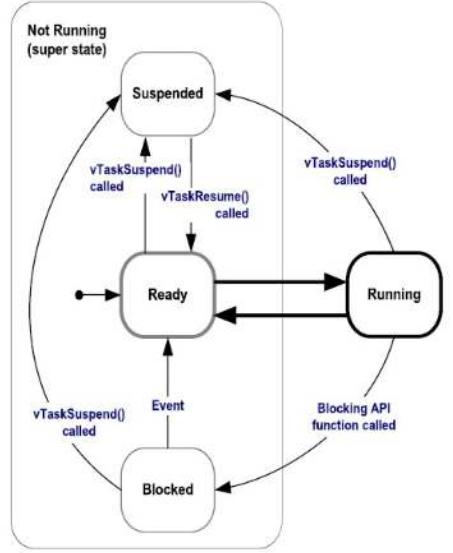 Not Running
(super state)
Suspended
vTaskSuspend()
called
vTaskSuspend()
called
vTaskResume()
called
Ready
Running
vTaskSuspend()
called
Event
Blocking API
function called
Blocked